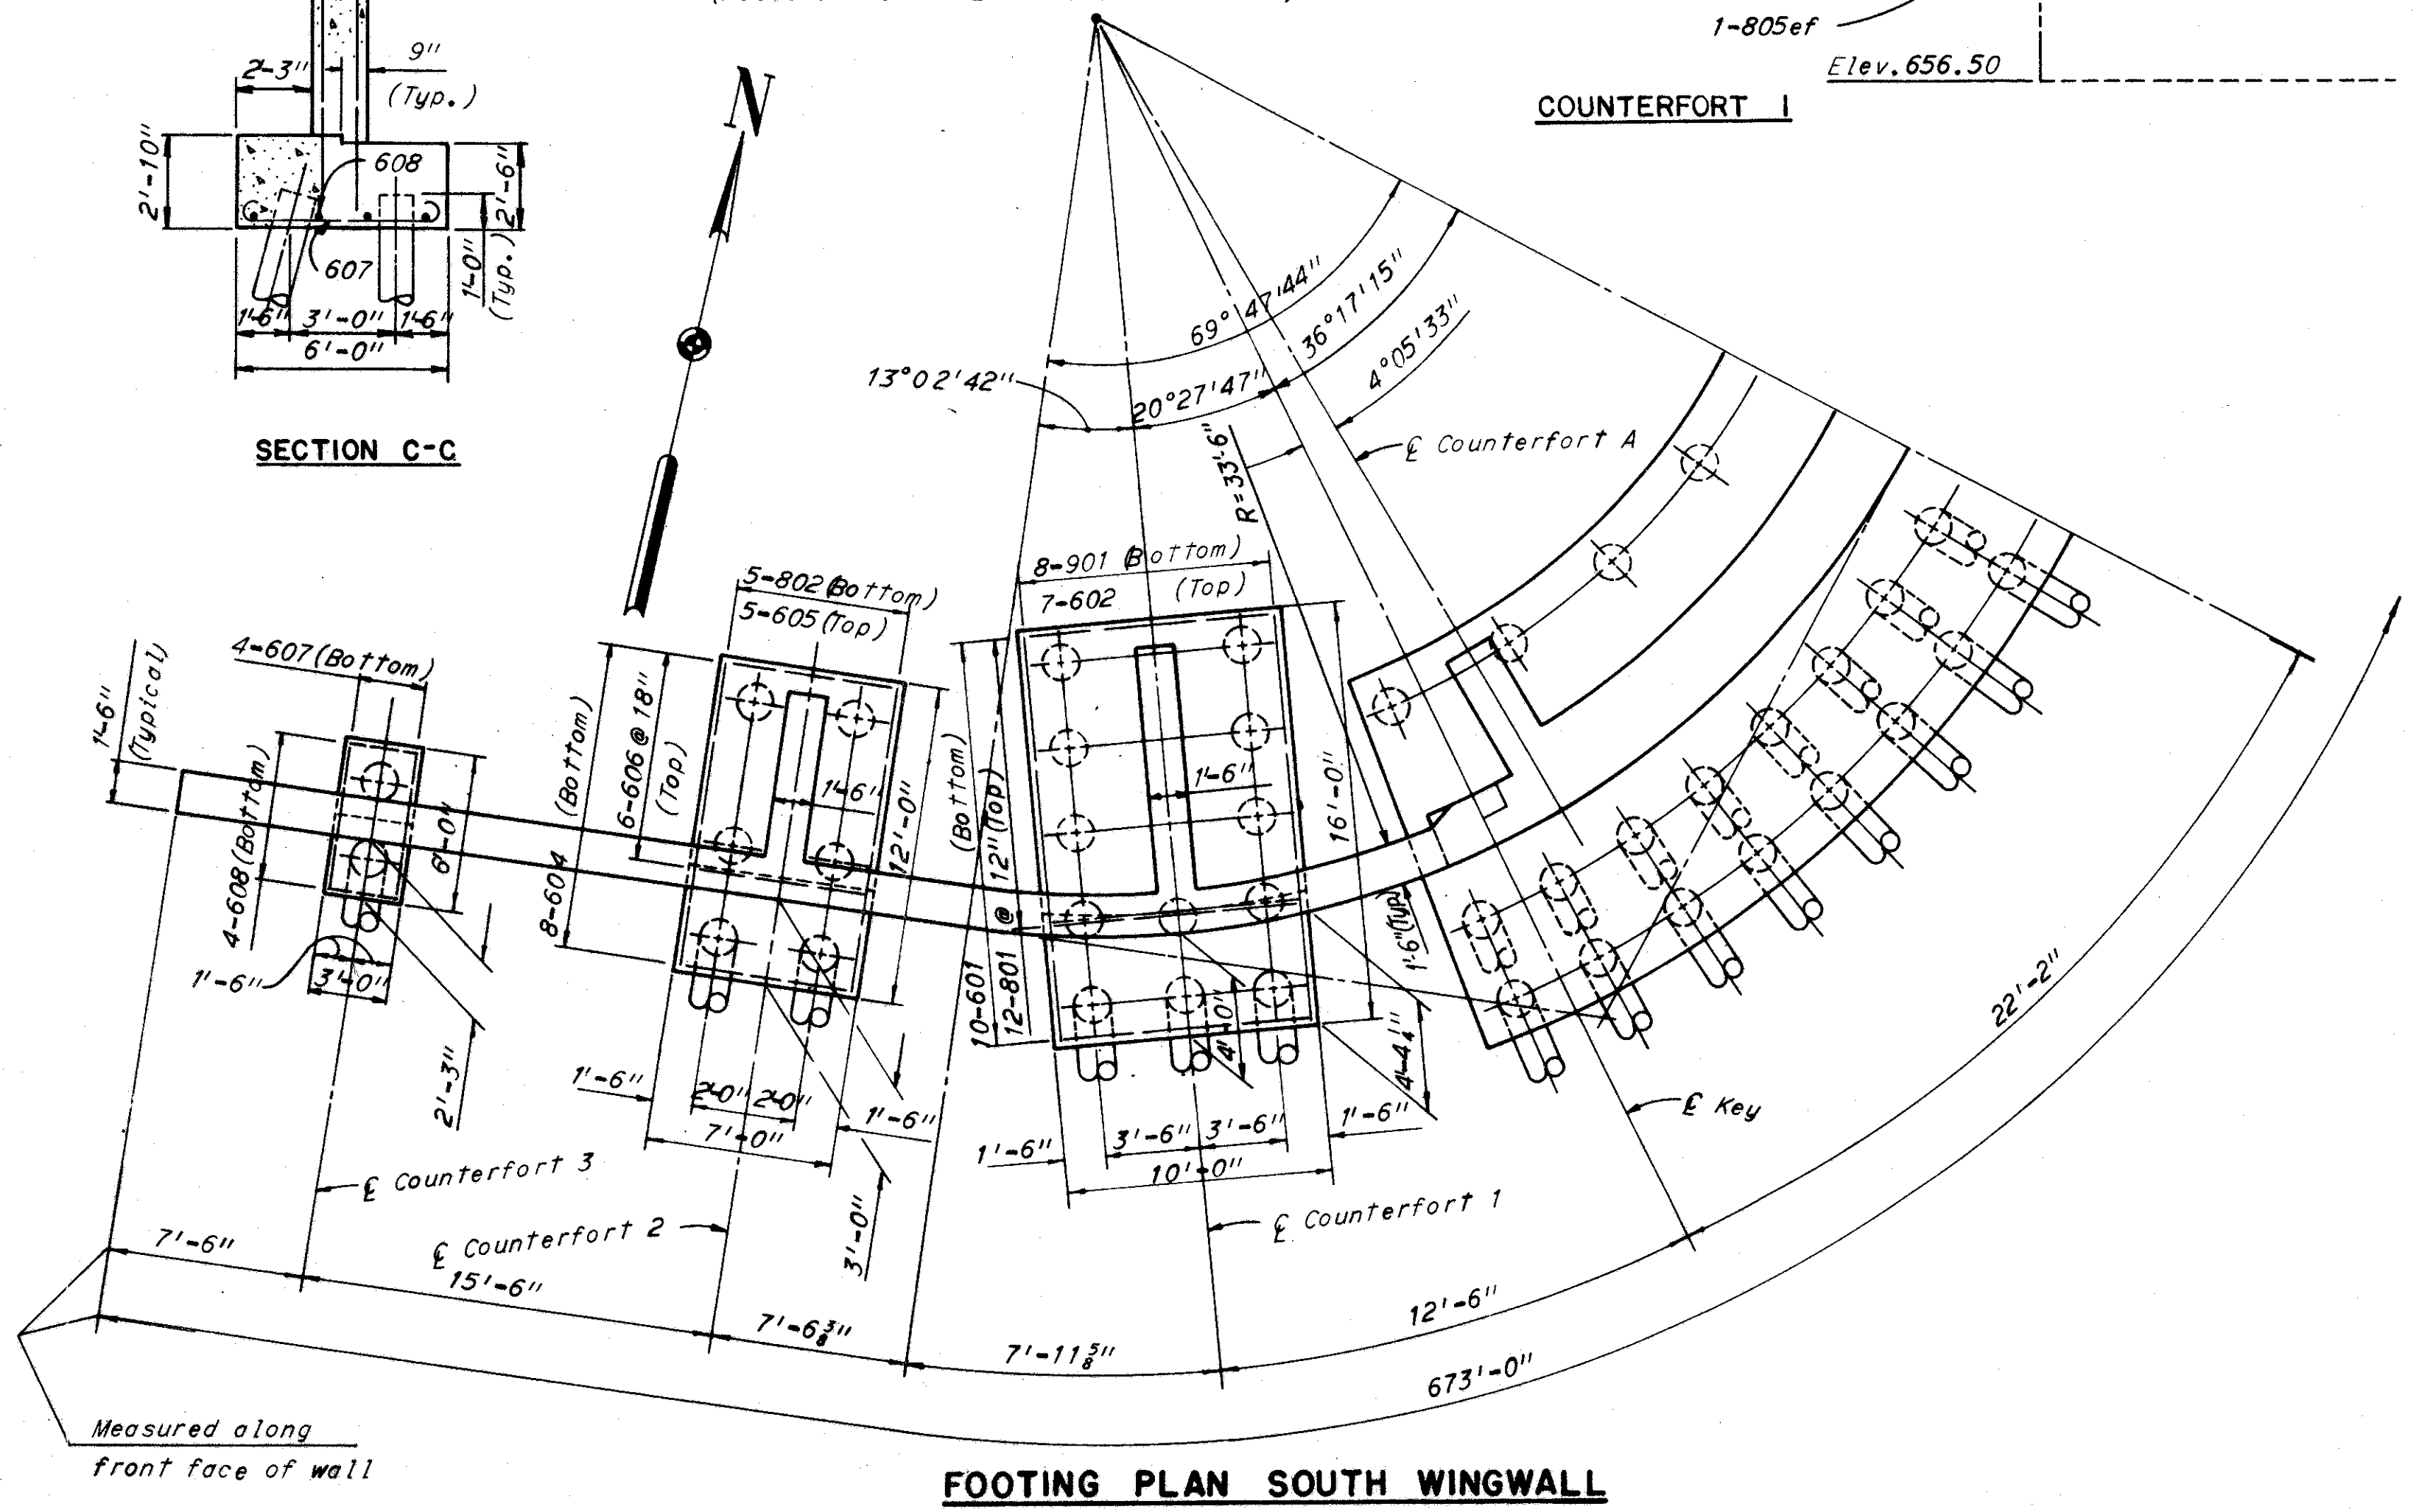 1-805ef
Elev.656.50
COUNTERFORT 1
9"
(Typ.)
2'-3"
2'-10"
608
2'-6"
607
1'-0"
(Typ.)
1'-6" 3'-0" 1'-6"
6'-0"
SECTION C-C
N
69°47'44"
36°17'15"
4°05'33"
13°02'42"
20°27'47"
R=33'-6"
℄ Counterfort A
8-901 (Bottom)
7-602 (Top)
5-802(Bottom)
5-605(Top)
4-607(Bottom)
1'-6"
(Typical)
4-608(Bottom)
6'-0"
(Bottom)
8-604
6-606@18"
(Top)
1'-6"
12'-0"
(Bottom)
10-601
12"(Top)
12-801 @
1'-6"
16'-0"
1'-6"(Typ)
1'-6"
3'-0"
2'-3"
1'-6"
2'-0" 2'-0"
1'-6"
7'-0"
3'-0"
4'-0"
4'-4¼"
1'-6"
3'-6" 3'-6"
1'-6"
10'-0"
℄ Key
22'-2"
℄ Counterfort 3
℄ Counterfort 2
℄ Counterfort 1
7'-6"
15'-6"
7'-6⅜"
7'-11⅝"
12'-6"
673'-0"
Measured along
front face of wall
FOOTING PLAN SOUTH WINGWALL